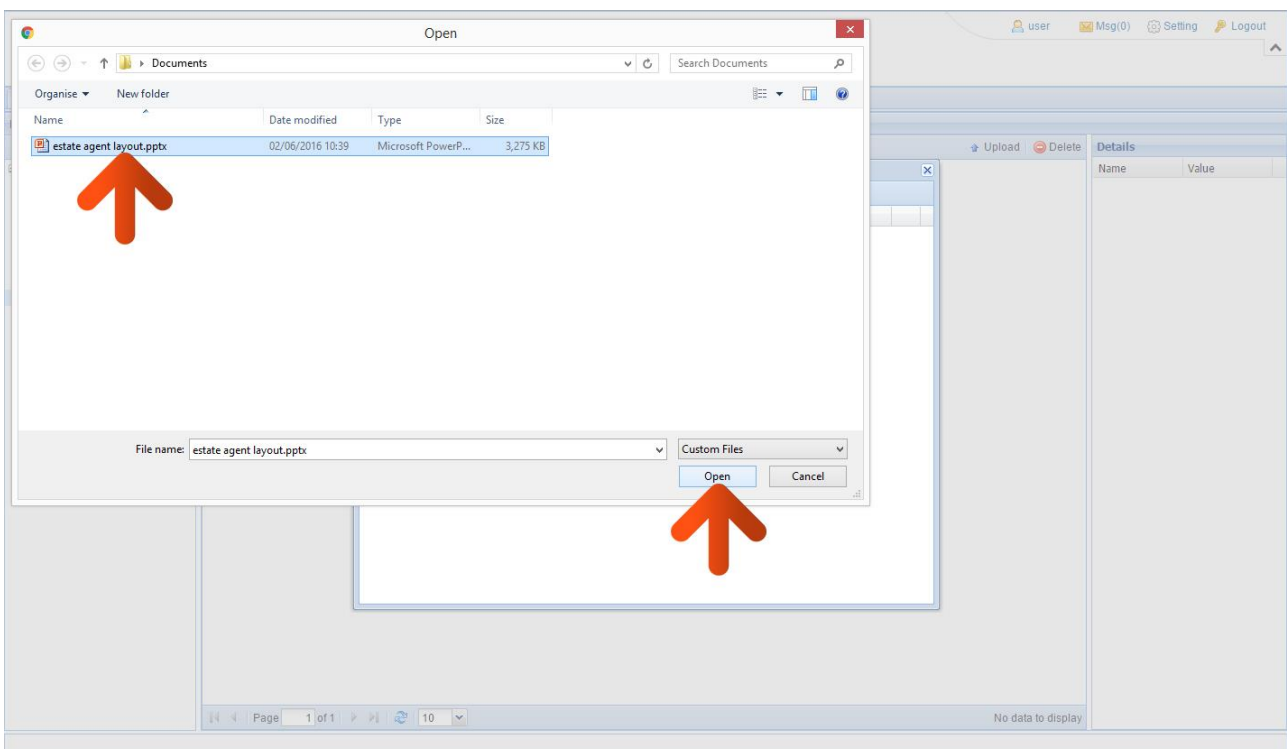 Open
user Msg(0) Setting Logout
Documents
Search Documents
Organise New folder
Name Date modified Type Size
estate agent layout.pptx 02/06/2016 10:39 Microsoft PowerP... 3,275 KB
Upload Delete Details
Name Value
File name: estate agent layout.pptx Custom Files
Open Cancel
Page 1 of 1 10 No data to display